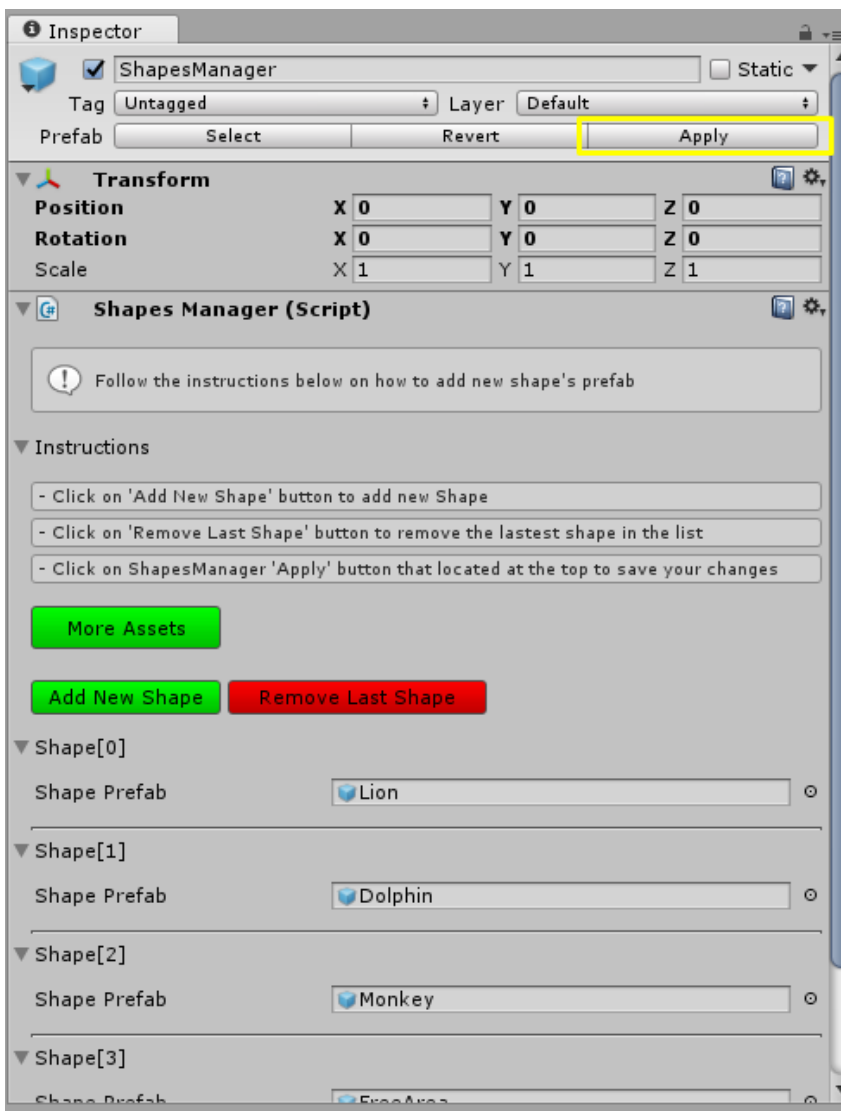 Inspector
ShapesManager Static
Tag Untagged Layer Default
Prefab Select Revert Apply
Transform
Position X 0 Y 0 Z 0
Rotation X 0 Y 0 Z 0
Scale X 1 Y 1 Z 1
Shapes Manager (Script)
Follow the instructions below on how to add new shape's prefab
Instructions
- Click on 'Add New Shape' button to add new Shape
- Click on 'Remove Last Shape' button to remove the lastest shape in the list
- Click on ShapesManager 'Apply' button that located at the top to save your changes
More Assets
Add New Shape Remove Last Shape
Shape[0]
Shape Prefab Lion
Shape[1]
Shape Prefab Dolphin
Shape[2]
Shape Prefab Monkey
Shape[3]
Shape Prefab FreeArea